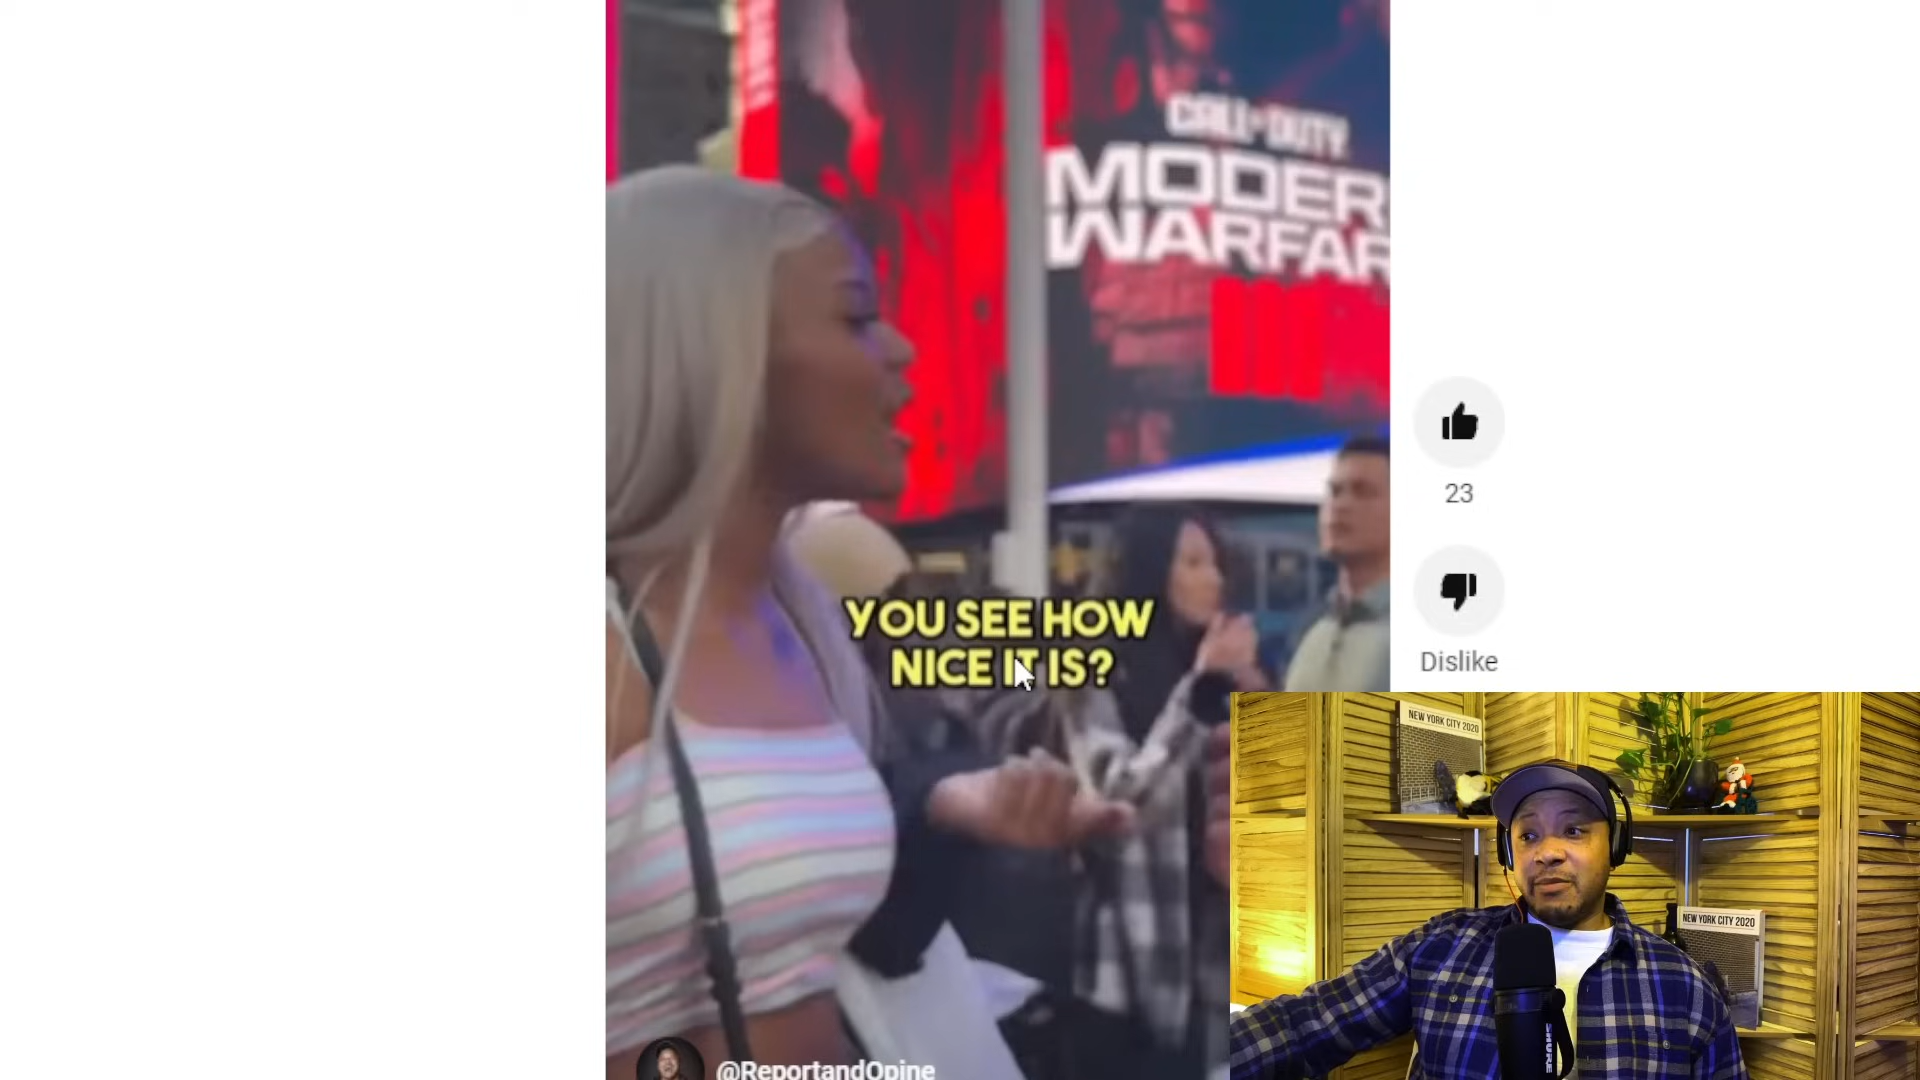 CALL OF DUTY
MODER
WARFAR
YOU SEE HOW
NICE IT IS?
23
Dislike
NEW YORK CITY 2020
NEW YORK CITY 2020
SHURE
@ReportandOpine